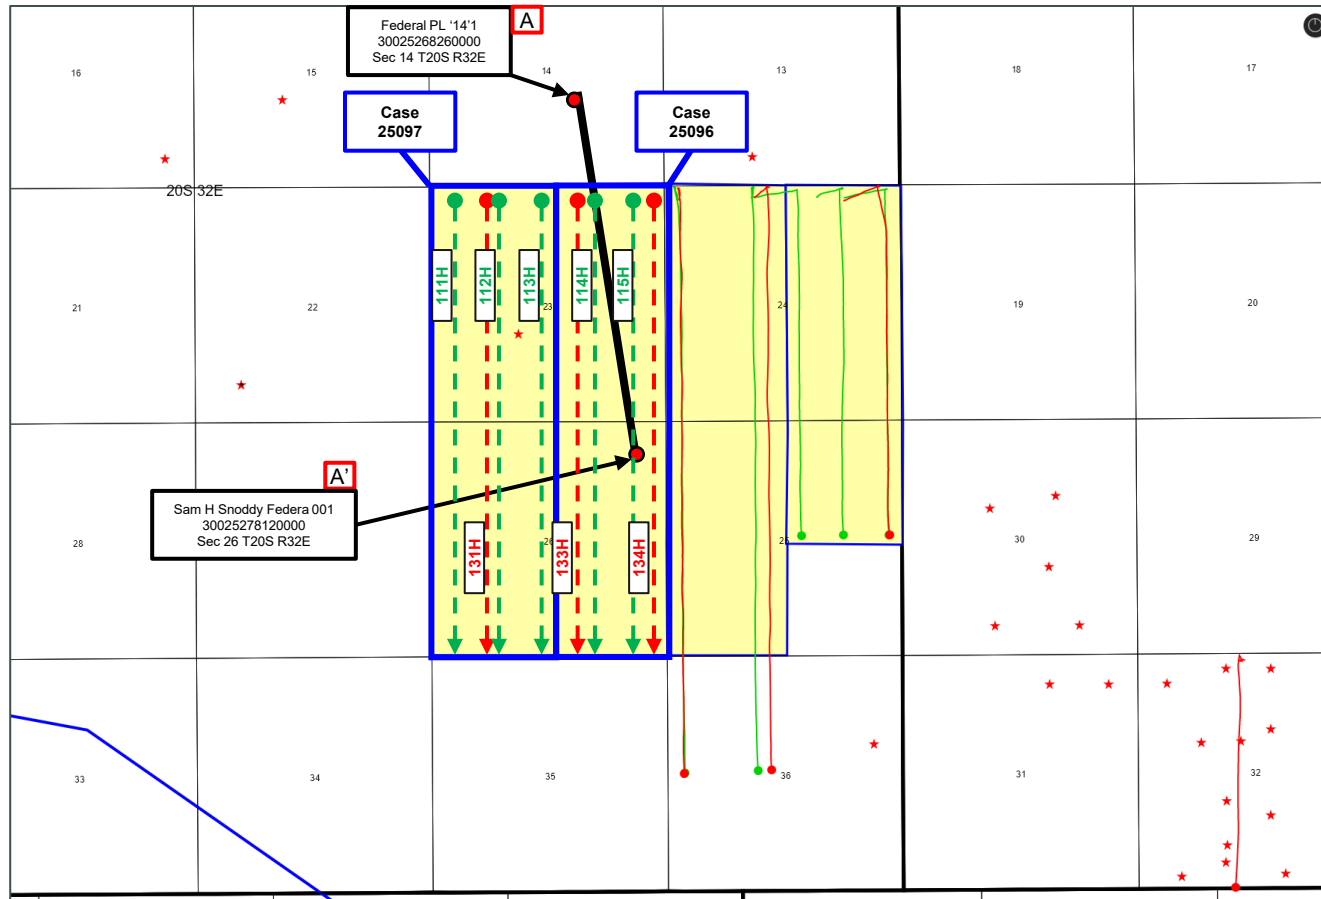 Federal PL ‘14’1
30025268260000
Sec 14 T20S R32E
A
16
15
14
13
18
17
Case
25097
Case
25096
20S 32E
111H
112H
113H
114H
115H
21
22
23
24
19
20
A’
Sam H Snoddy Federa 001
30025278120000
Sec 26 T20S R32E
28
131H
26
133H
134H
25
30
29
33
34
35
36
31
32